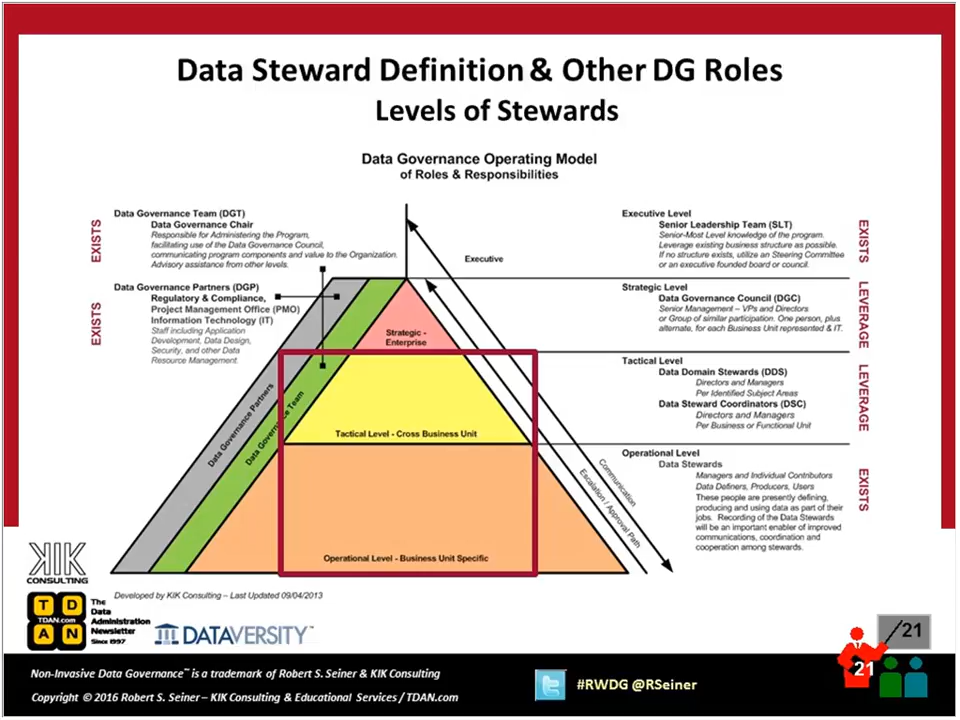 Data Steward Definition & Other DG Roles
Levels of Stewards
Data Governance Operating Model
of Roles & Responsibilities
EXISTS
Data Governance Team (DGT)
Data Governance Chair
Responsible for Administering the Program,
facilitating use of the Data Governance Council,
communicating program components and value to the Organization.
Advisory assistance from other levels.
EXISTS
Data Governance Partners (DGP)
Regulatory & Compliance,
Project Management Office (PMO)
Information Technology (IT)
Staff including Application
Development, Data Design,
Security, and other Data
Resource Management.
Executive
Strategic -
Enterprise
Tactical Level - Cross Business Unit
Operational Level - Business Unit Specific
Data Governance Partners
Data Governance Team
Communication
Escalation / Approval Path
Executive Level
Senior Leadership Team (SLT)
Senior-Most Level knowledge of the program.
Leverage existing business structure as possible.
If no structure exists, utilize an Steering Committee
or an executive founded board or council.
EXISTS
Strategic Level
Data Governance Council (DGC)
Senior Management – VPs and Directors
or Group of similar participation. One person, plus
alternate, for each Business Unit represented & IT.
LEVERAGE
Tactical Level
Data Domain Stewards (DDS)
Directors and Managers
Per Identified Subject Areas
Data Steward Coordinators (DSC)
Directors and Managers
Per Business or Functional Unit
LEVERAGE
Operational Level
Data Stewards
Managers and Individual Contributors
Data Definers, Producers, Users
These people are presently defining,
producing and using data as part of their
jobs. Recording of the Data Stewards
will be an important enabler of improved
communications, coordination and
cooperation among stewards.
EXISTS
Developed by KIK Consulting – Last Updated 09/04/2013
KIK
CONSULTING
T D
TDAN.com
A N
The
Data
Administration
Newsletter
Since 1997
DATAVERSITY™
/21
21
Non-Invasive Data Governance™ is a trademark of Robert S. Seiner & KIK Consulting
Copyright © 2016 Robert S. Seiner – KIK Consulting & Educational Services / TDAN.com
#RWDG @RSeiner